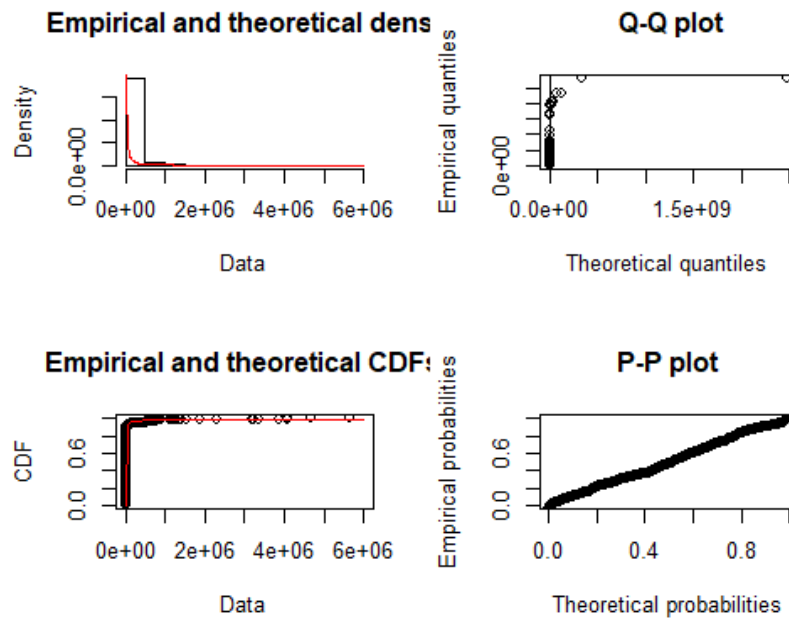 Empirical and theoretical dens
Density
0.0e+00
0e+00 2e+06 4e+06 6e+06
Data
Q-Q plot
Empirical quantiles
0e+00
0.0e+00 1.5e+09
Theoretical quantiles
Empirical and theoretical CDFs
CDF
0.0 0.6
0e+00 2e+06 4e+06 6e+06
Data
P-P plot
Empirical probabilities
0.0 0.6
0.0 0.4 0.8
Theoretical probabilities